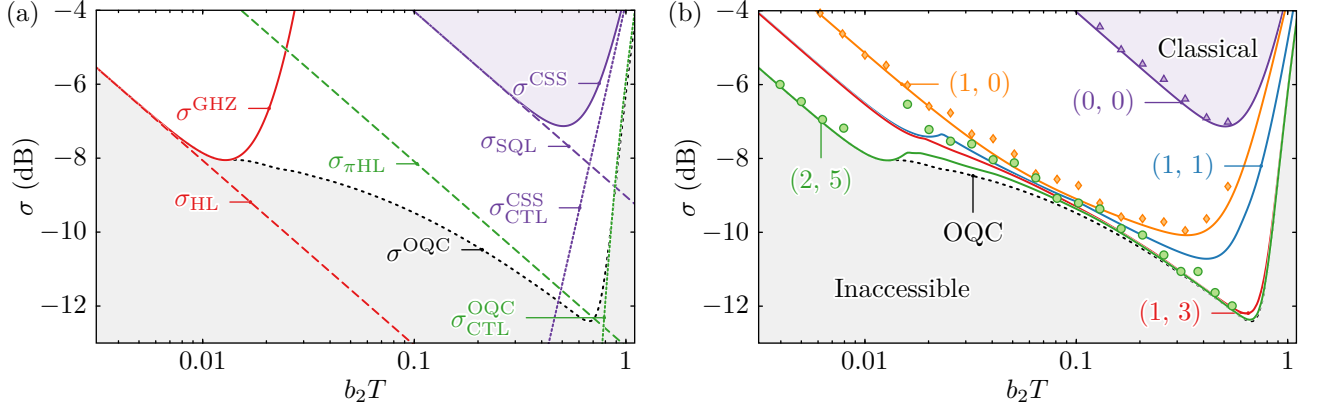 (a)
−4
−6
−8
−10
−12
σ (dB)
0.01
0.1
1
b₂T
σ^GHZ
σ_HL
σ_πHL
σ^OQC
σ^CSS
σ_SQL
σ^CSS_CTL
σ^OQC_CTL
(b)
−4
−6
−8
−10
−12
σ (dB)
0.01
0.1
1
b₂T
Classical
(1, 0)
(0, 0)
(2, 5)
(1, 1)
OQC
Inaccessible
(1, 3)